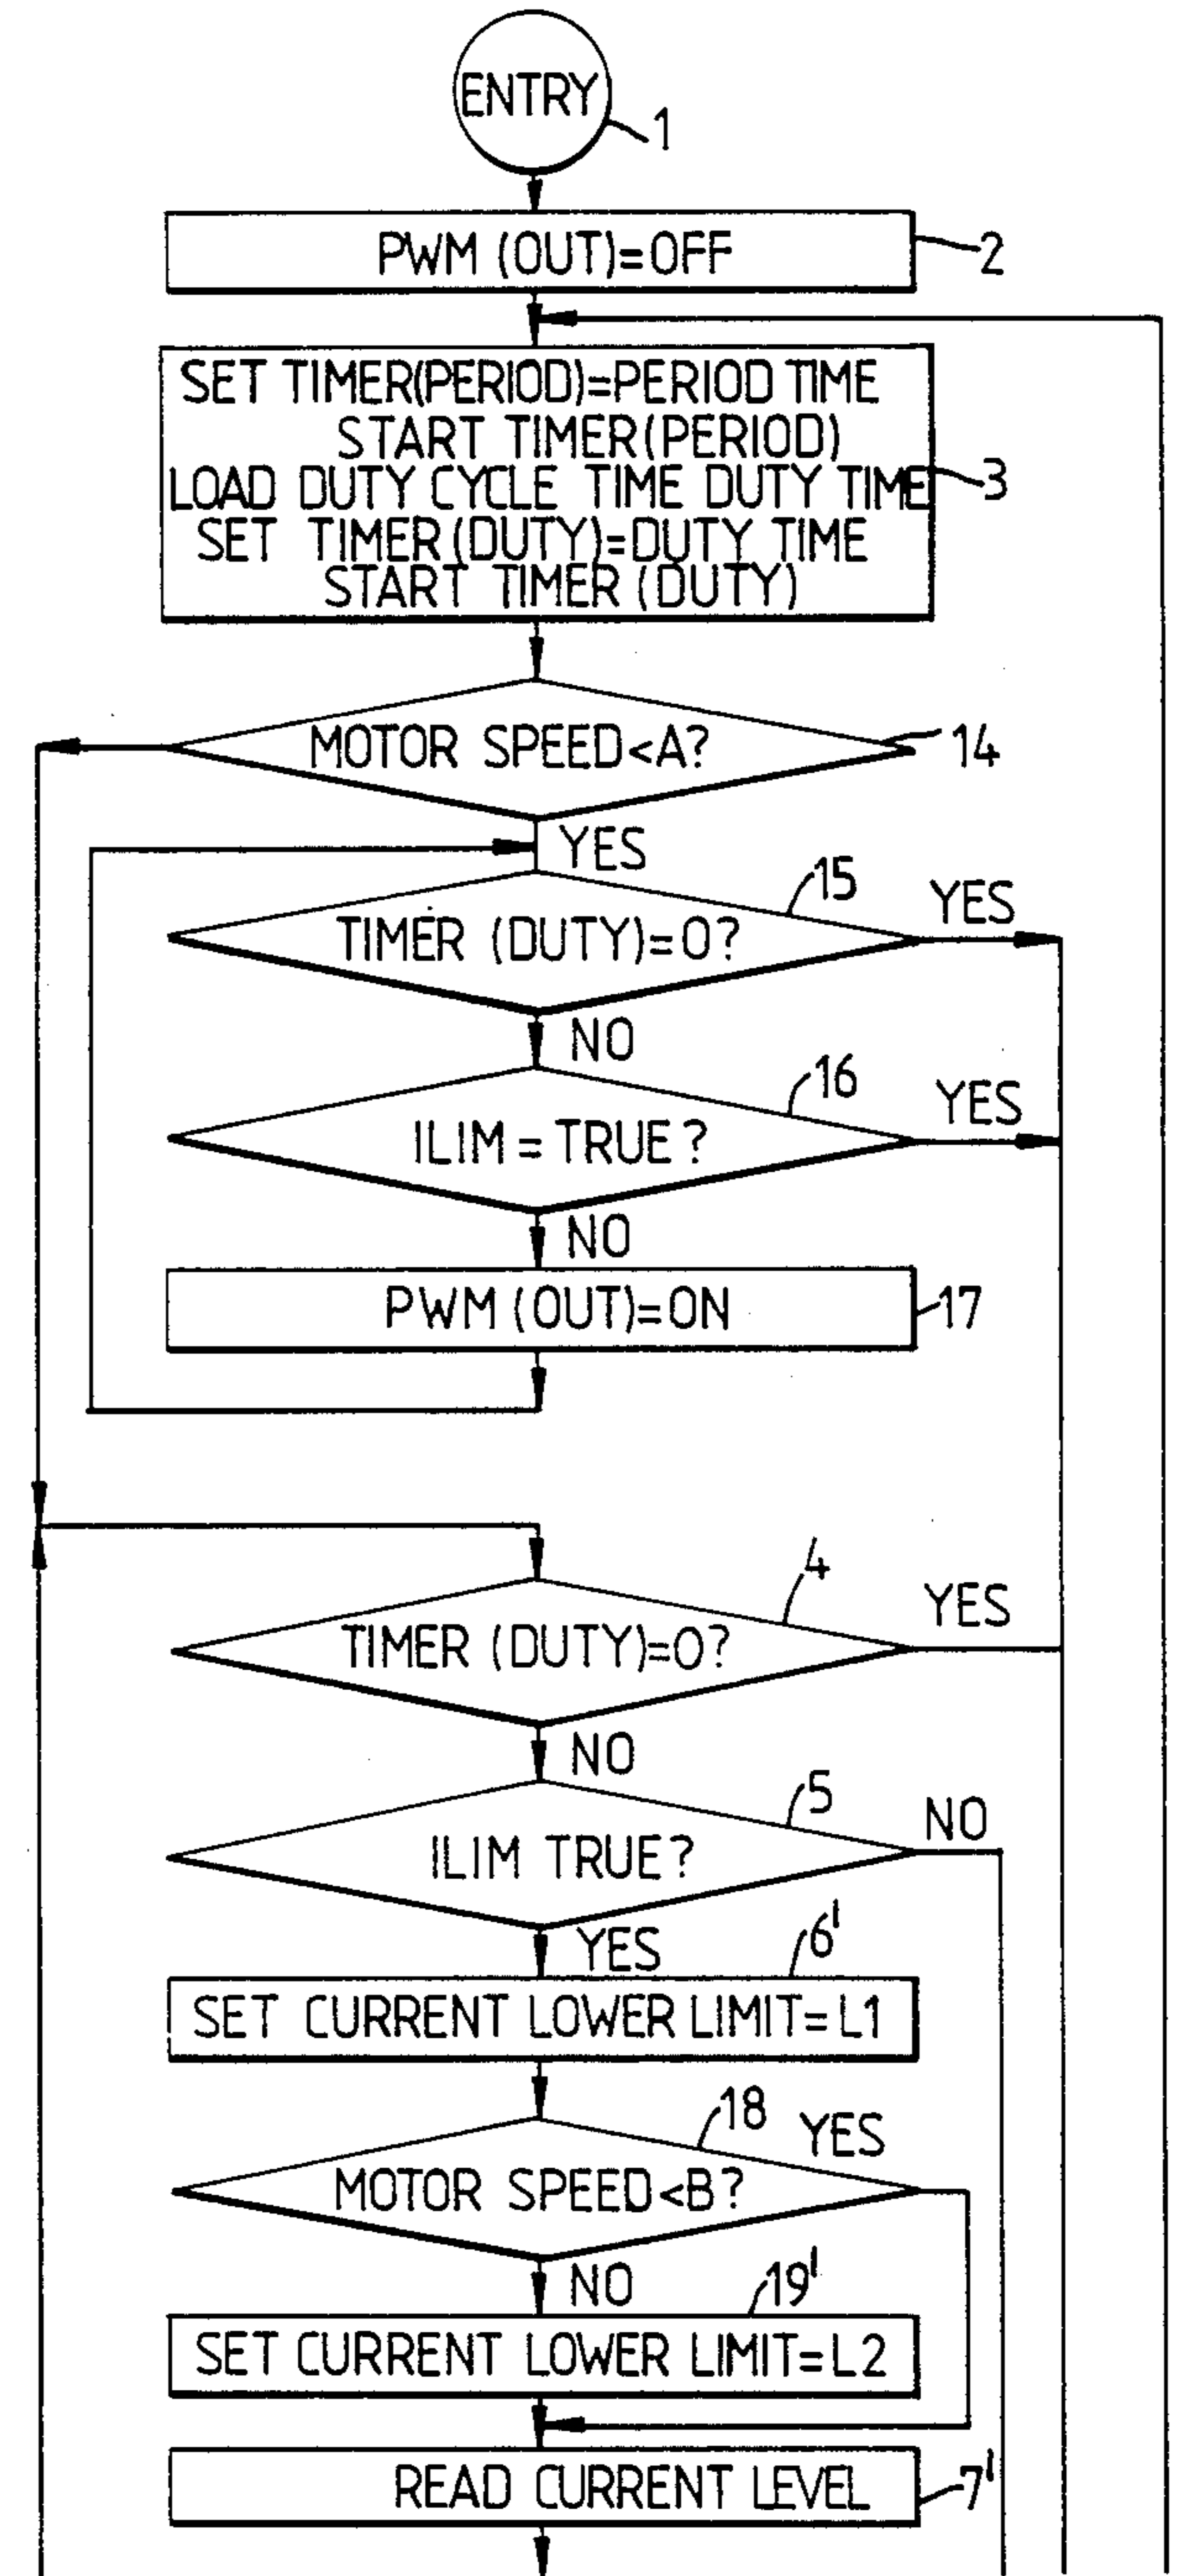 ENTRY
1
PWM (OUT)=OFF
2
SET TIMER(PERIOD)=PERIOD TIME
START TIMER(PERIOD)
LOAD DUTY CYCLE TIME DUTY TIME
3
SET TIMER(DUTY)=DUTY TIME
START TIMER (DUTY)
MOTOR SPEED<A?
14
YES
15
YES
TIMER (DUTY)=0?
NO
16
YES
ILIM = TRUE?
NO
PWM (OUT)=ON
17
4
YES
TIMER (DUTY)=0?
NO
5
NO
ILIM TRUE?
YES
6'
SET CURRENT LOWER LIMIT=L1
18
YES
MOTOR SPEED<B?
NO
19'
SET CURRENT LOWER LIMIT=L2
READ CURRENT LEVEL
7'